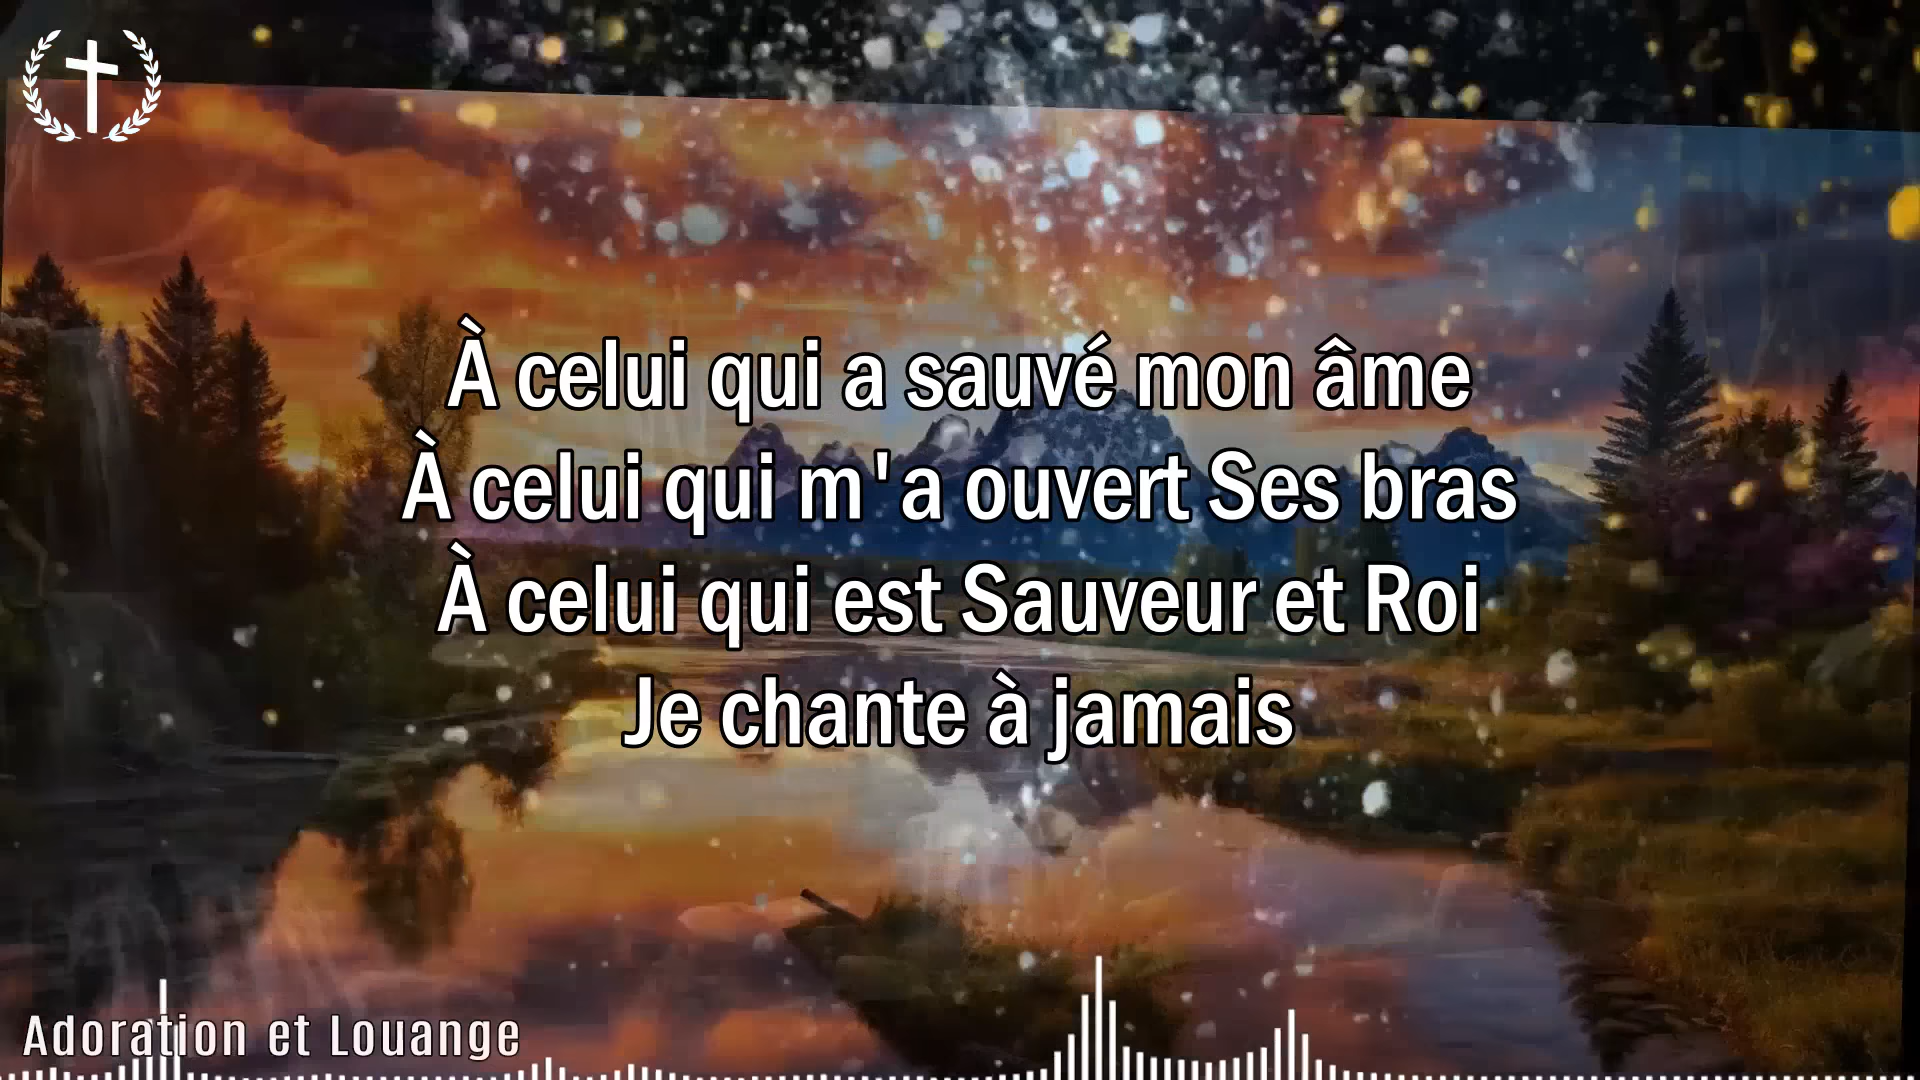 À celui qui a sauvé mon âme
À celui qui m'a ouvert Ses bras
À celui qui est Sauveur et Roi
Je chante à jamais
Adoration et Louange